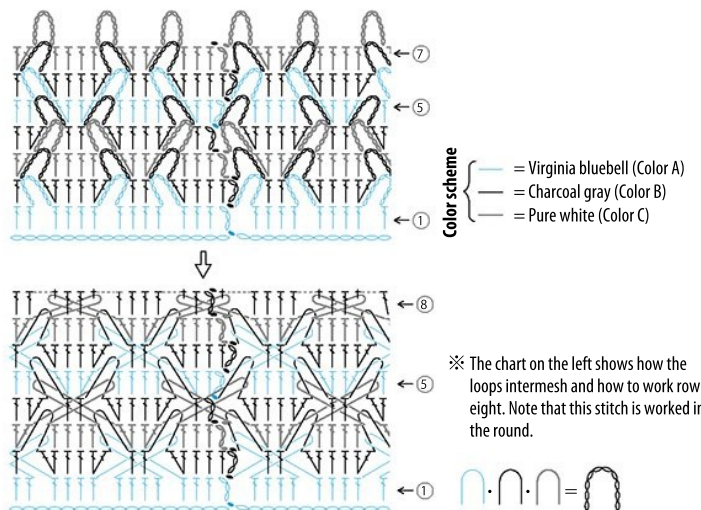 ⑦
⑤
①
Color scheme
= Virginia bluebell (Color A)
= Charcoal gray (Color B)
= Pure white (Color C)
⑧
⑤
①
※ The chart on the left shows how the
loops intermesh and how to work row
eight. Note that this stitch is worked in
the round.